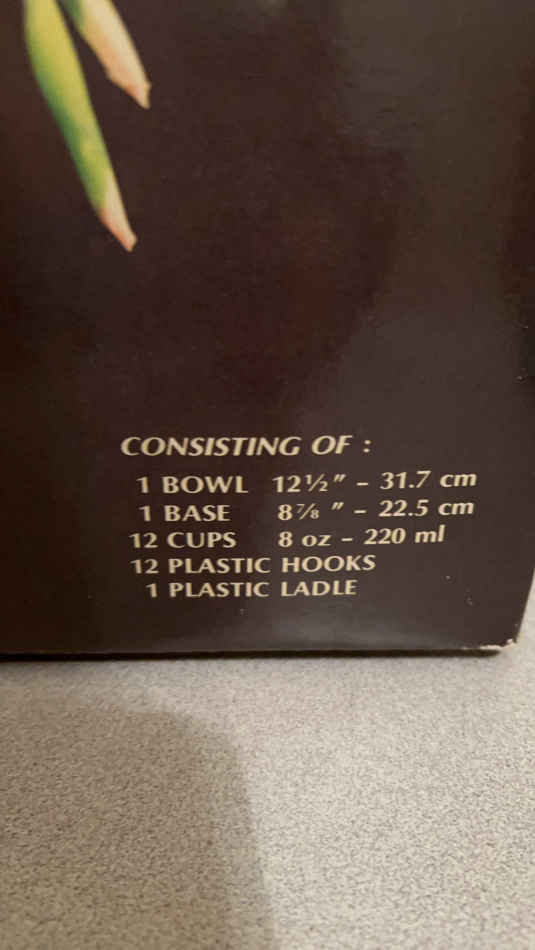 CONSISTING OF :
1 BOWL 12½" – 31.7 cm
1 BASE 8⅞" – 22.5 cm
12 CUPS 8 oz – 220 ml
12 PLASTIC HOOKS
1 PLASTIC LADLE